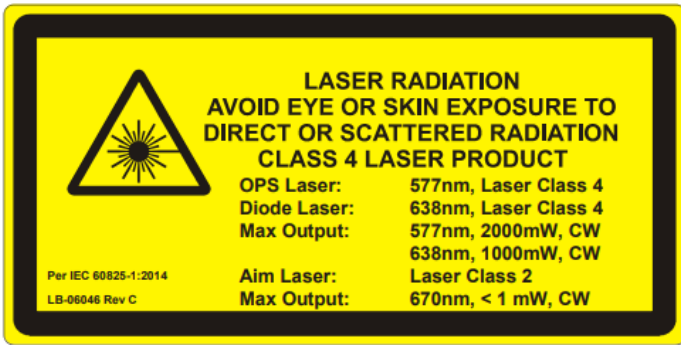 LASER RADIATION
AVOID EYE OR SKIN EXPOSURE TO
DIRECT OR SCATTERED RADIATION
CLASS 4 LASER PRODUCT
OPS Laser: 577nm, Laser Class 4
Diode Laser: 638nm, Laser Class 4
Max Output: 577nm, 2000mW, CW
638nm, 1000mW, CW
Per IEC 60825-1:2014
Aim Laser: Laser Class 2
LB-06046 Rev C
Max Output: 670nm, < 1 mW, CW